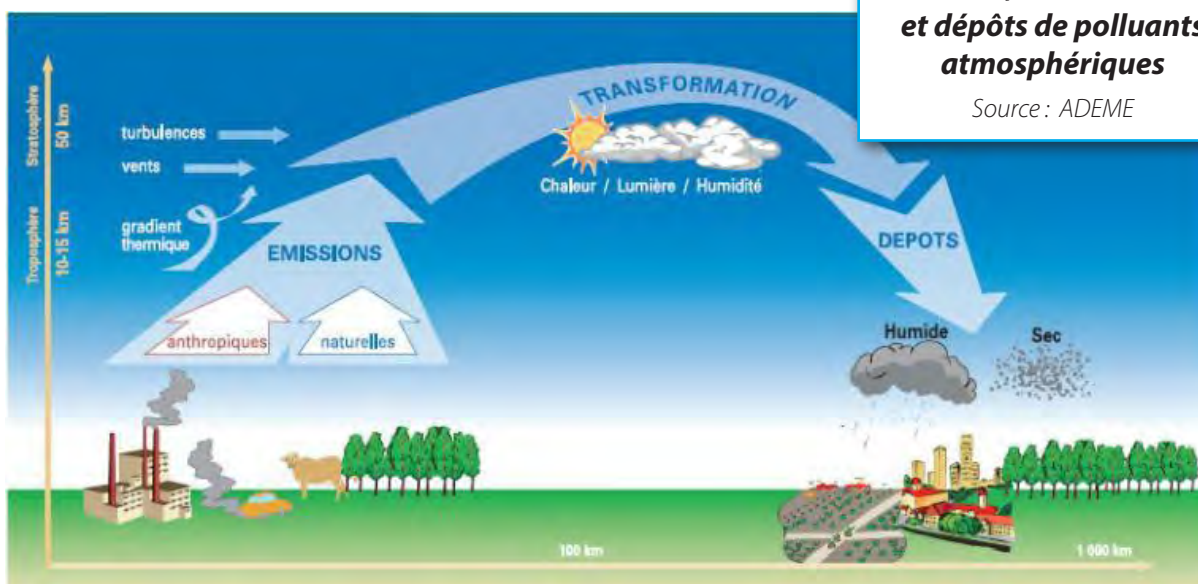 et dépôts de polluants
atmosphériques
Source : ADEME
Stratosphère
50 km
Troposphère
10-15 km
turbulences
vents
gradient
thermique
EMISSIONS
anthropiques
naturelles
TRANSFORMATION
Chaleur / Lumière / Humidité
DEPOTS
Humide
Sec
100 km
1 000 km